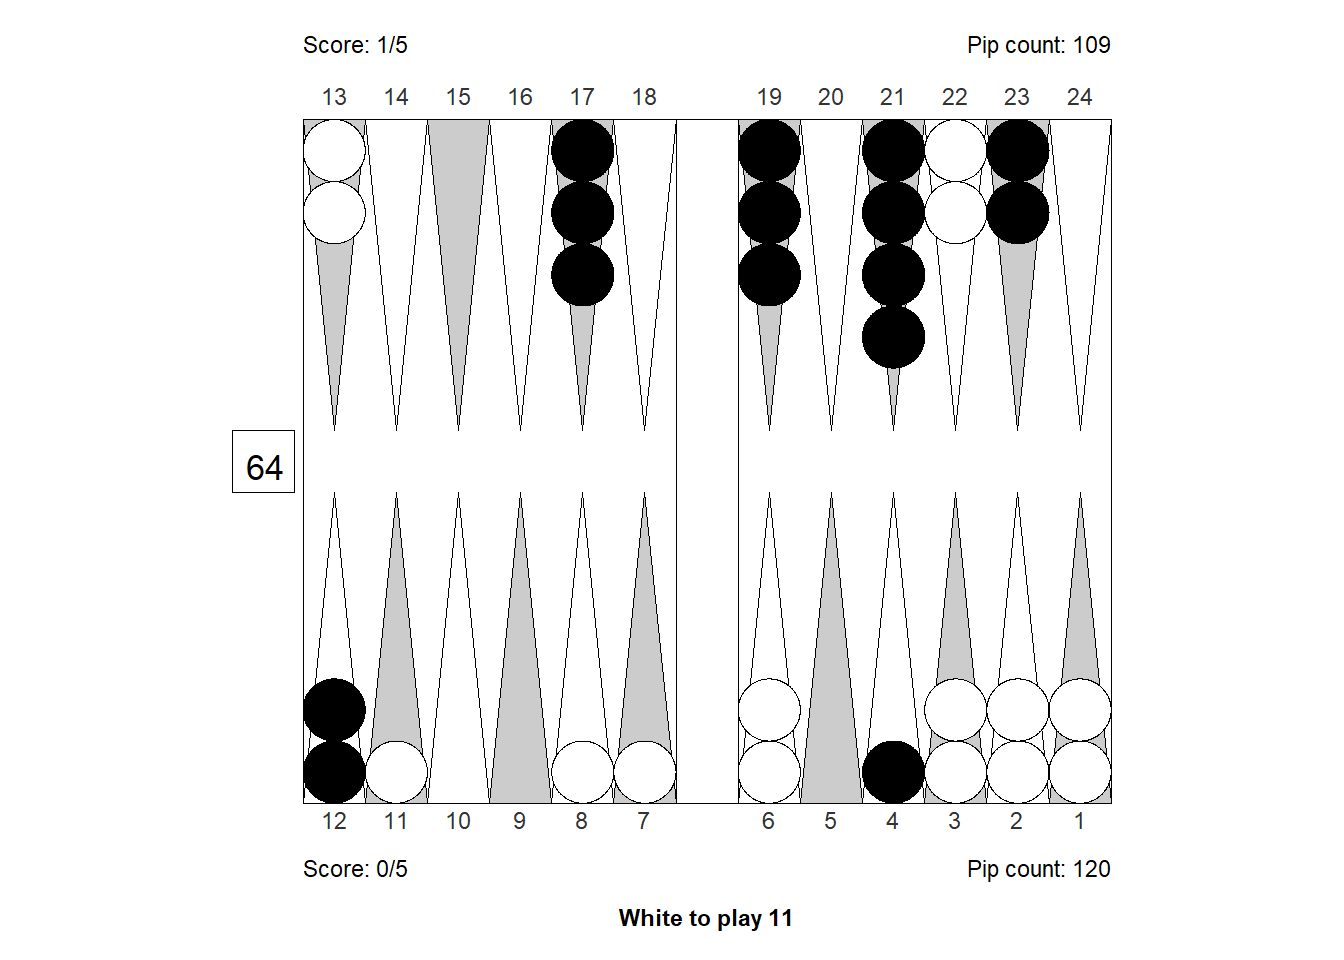 Score: 1/5 Pip count: 109
13 14 15 16 17 18 19 20 21 22 23 24
64
12 11 10 9 8 7 6 5 4 3 2 1
Score: 0/5 Pip count: 120
White to play 11